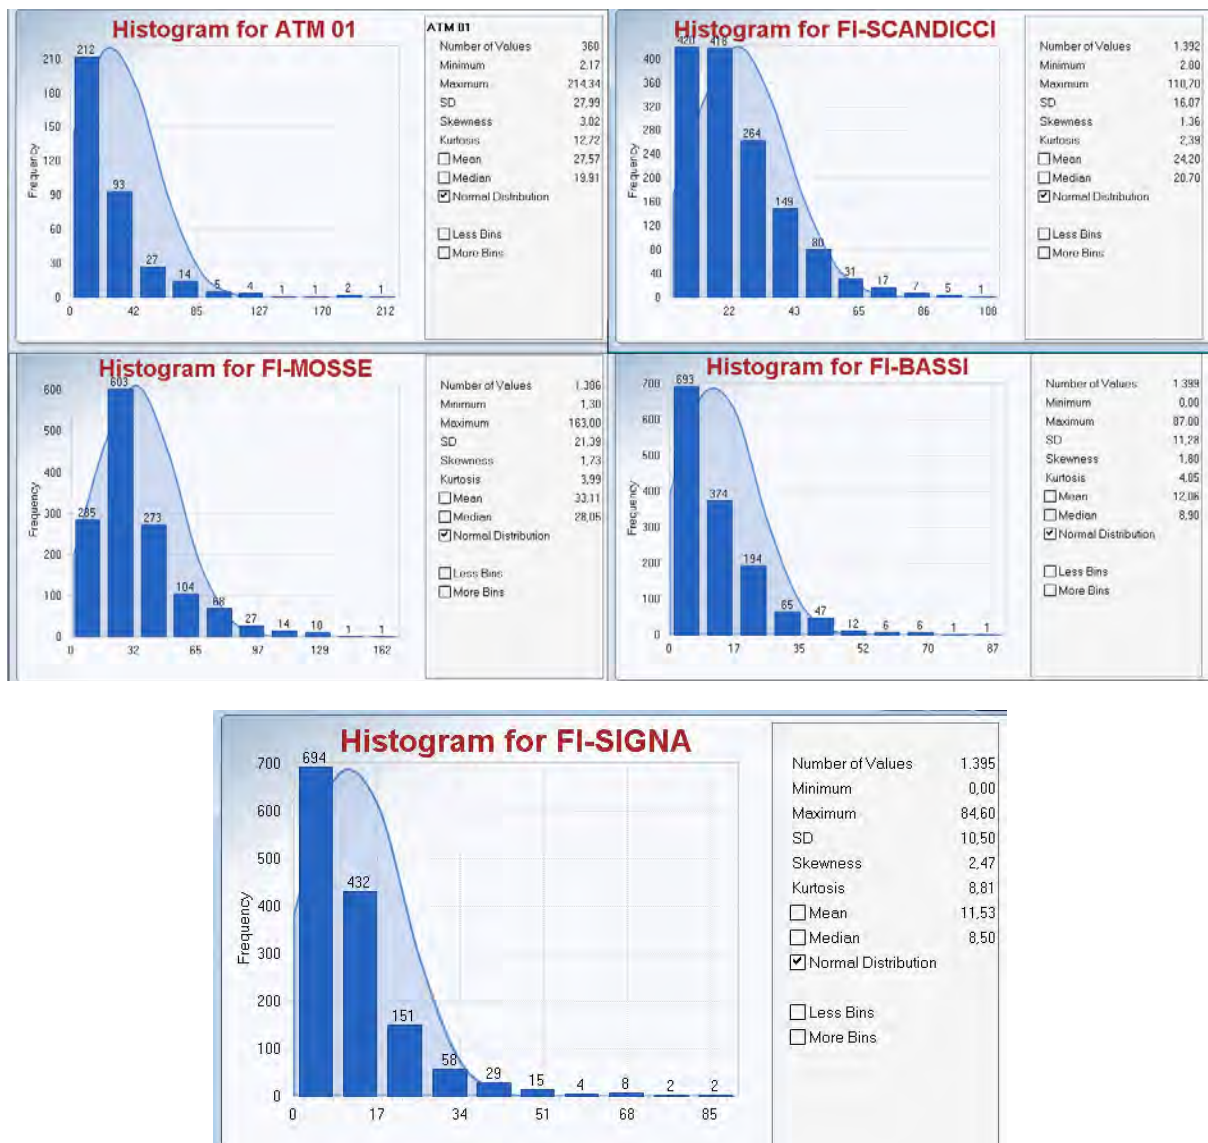 Histogram for ATM 01
212
210
180
150
120
90
60
30
0
Frequency
93
27
14
5
4
1
1
2
1
0 42 85 127 170 212
ATM 01
Number of Values 360
Minimum 2.17
Maximum 214,34
SD 27,99
Skewness 3.02
Kurtosis 12,72
Mean 27,57
Median 19.91
Normal Distribution
Less Bins
More Bins
Histogram for FI-SCANDICCI
420
418
400
360
320
280
240
200
160
120
80
40
0
Frequency
264
149
80
31
17
7
5
1
22 43 65 86 108
Number of Values 1.392
Minimum 2.00
Maximum 110,70
SD 16,07
Skewness 1.36
Kurtosis 2,39
Mean 24,20
Median 20.70
Normal Distribution
Less Bins
More Bins
Histogram for FI-MOSSE
603
600
500
400
300
200
100
0
Frequency
285
273
104
68
27
14
10
1
1
0 32 65 97 129 162
Number of Values 1.386
Minimum 1,30
Maximum 163,00
SD 21,39
Skewness 1,73
Kurtosis 3,99
Mean 33,11
Median 28,05
Normal Distribution
Less Bins
More Bins
Histogram for FI-BASSI
693
700
600
500
400
300
200
100
0
Frequency
374
194
65
47
12
6
6
1
1
0 17 35 52 70 87
Number of Values 1.399
Minimum 0,00
Maximum 87.00
SD 11,28
Skewness 1,80
Kurtosis 4.05
Mean 12,06
Median 8,90
Normal Distribution
Less Bins
More Bins
Histogram for FI-SIGNA
694
700
600
500
400
300
200
100
0
Frequency
432
151
58
29
15
4
8
2
2
0 17 34 51 68 85
Number of Values 1.395
Minimum 0,00
Maximum 84,60
SD 10,50
Skewness 2,47
Kurtosis 8,81
Mean 11,53
Median 8,50
Normal Distribution
Less Bins
More Bins